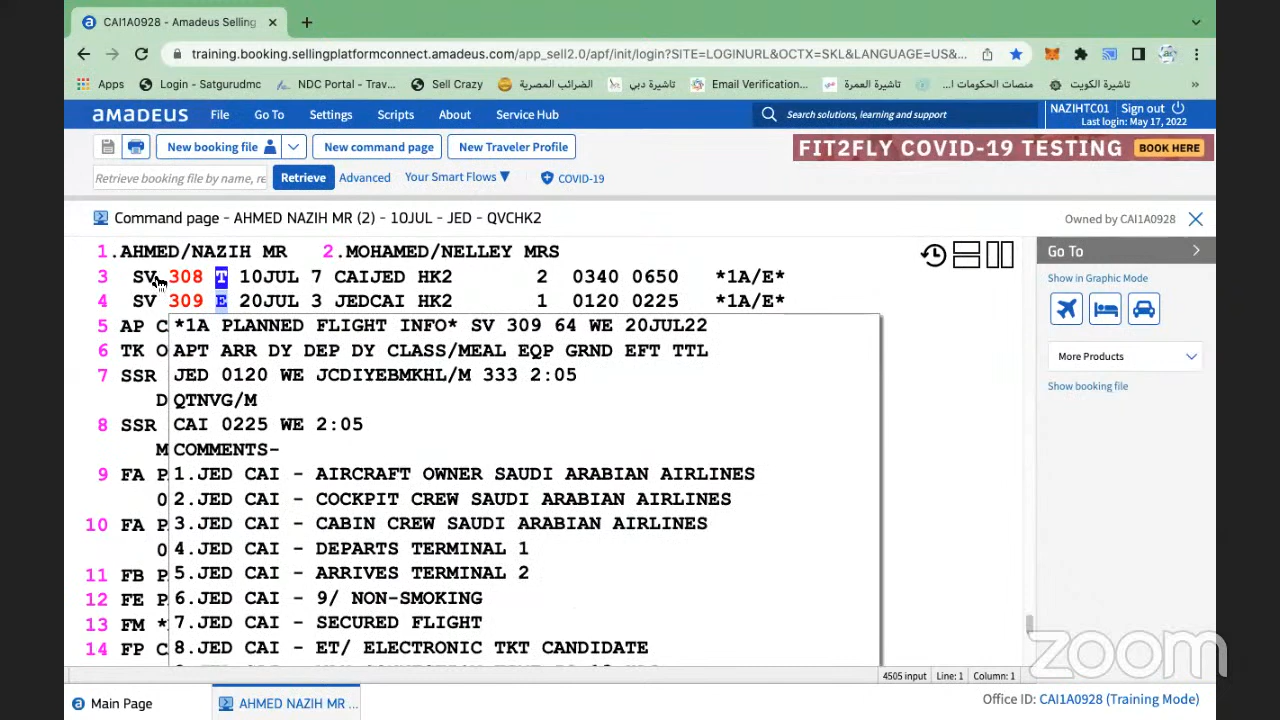 CAI1A0928 - Amadeus Selling
training.booking.sellingplatformconnect.amadeus.com/app_sell2.0/apf/init/login?SITE=LOGINURL&OCTX=SKL&LANGUAGE=US&...
Apps Login - Satgurudmc NDC Portal - Trav... Sell Crazy الضرائب المصرية تاشيرة دبي Email Verification... تاشيرة العمرة منصات الحكومات ا... تاشيرة الكويت »
amadeus File Go To Settings Scripts About Service Hub Search solutions, learning and support NAZIHTC01 Sign out
Last login: May 17, 2022
New booking file New command page New Traveler Profile FIT2FLY COVID-19 TESTING BOOK HERE
Retrieve booking file by name, re Retrieve Advanced Your Smart Flows COVID-19
Command page - AHMED NAZIH MR (2) - 10JUL - JED - QVCHK2 Owned by CAI1A0928
1.AHMED/NAZIH MR 2.MOHAMED/NELLEY MRS
3 SV 308 T 10JUL 7 CAIJED HK2 2 0340 0650 *1A/E*
4 SV 309 E 20JUL 3 JEDCAI HK2 1 0120 0225 *1A/E*
5 AP C *1A PLANNED FLIGHT INFO* SV 309 64 WE 20JUL22
6 TK O APT ARR DY DEP DY CLASS/MEAL EQP GRND EFT TTL
7 SSR JED 0120 WE JCDIYEBMKHL/M 333 2:05
D QTNVG/M
8 SSR CAI 0225 WE 2:05
M COMMENTS-
9 FA P 1.JED CAI - AIRCRAFT OWNER SAUDI ARABIAN AIRLINES
0 2.JED CAI - COCKPIT CREW SAUDI ARABIAN AIRLINES
10 FA P 3.JED CAI - CABIN CREW SAUDI ARABIAN AIRLINES
0 4.JED CAI - DEPARTS TERMINAL 1
11 FB P 5.JED CAI - ARRIVES TERMINAL 2
12 FE P 6.JED CAI - 9/ NON-SMOKING
13 FM * 7.JED CAI - SECURED FLIGHT
14 FP C 8.JED CAI - ET/ ELECTRONIC TKT CANDIDATE
Go To
Show in Graphic Mode
More Products
Show booking file
zoom
4505 input Line: 1 Column: 1
Main Page AHMED NAZIH MR ... Office ID: CAI1A0928 (Training Mode)